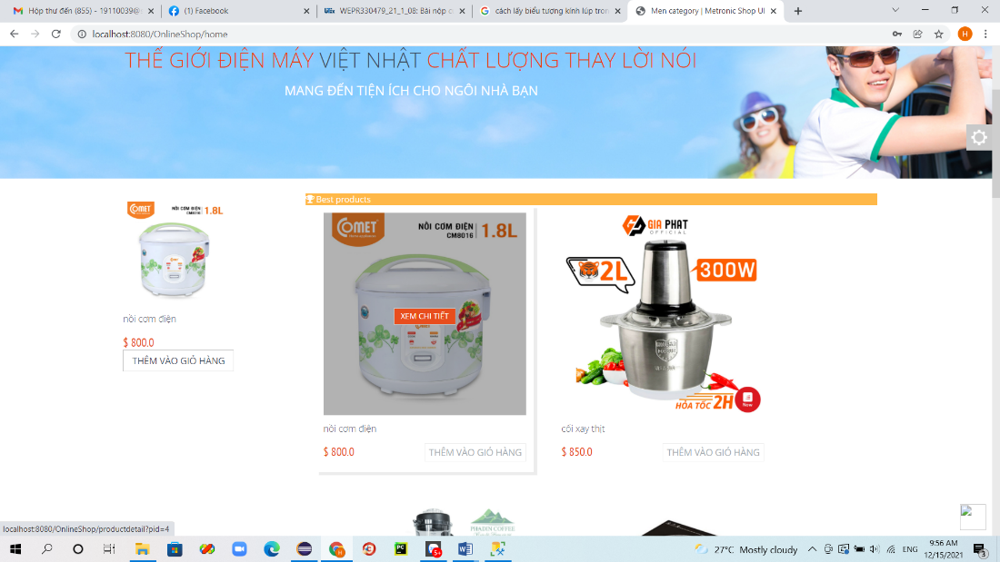 Hộp thư đến (855) - 19110039@s
(1) Facebook
WEPR330479_21_1_08: Bài nộp c
cách lấy biểu tượng kính lúp tron
Men category | Metronic Shop UI
localhost:8080/OnlineShop/home
H
THẾ GIỚI ĐIỆN MÁY VIỆT NHẬT CHẤT LƯỢNG THAY LỜI NÓI
MANG ĐẾN TIỆN ÍCH CHO NGÔI NHÀ BẠN
COMET
NỒI CƠM ĐIỆN
1.8L
nồi cơm điện
$ 800.0
THÊM VÀO GIỎ HÀNG
Best products
COMET
NỒI CƠM ĐIỆN
CM8016
1.8L
XEM CHI TIẾT
nồi cơm điện
$ 800.0
THÊM VÀO GIỎ HÀNG
GIA PHAT
OFFICIAL
2L
300W
HỎA TỐC 2H
New
cối xay thịt
$ 850.0
THÊM VÀO GIỎ HÀNG
PHADIN COFFEE
localhost:8080/OnlineShop/productdetail?pid=4
27°C Mostly cloudy
ENG
9:56 AM
12/15/2021
3